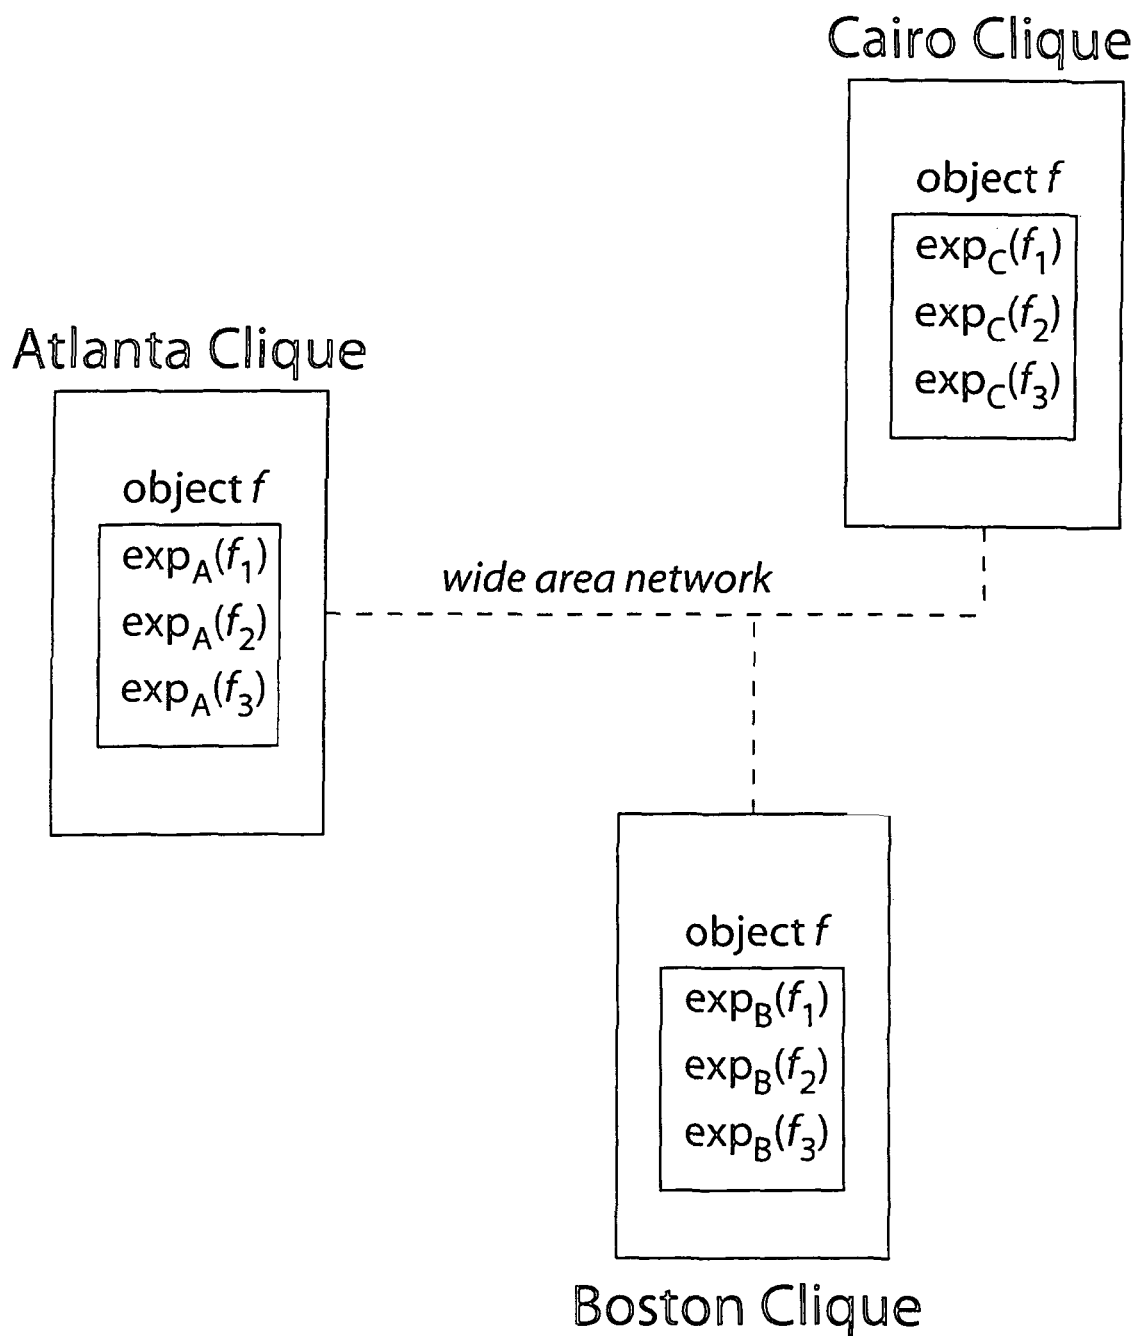 Cairo Clique
object f
exp_C(f_1)
exp_C(f_2)
exp_C(f_3)
Atlanta Clique
object f
exp_A(f_1)
exp_A(f_2)
exp_A(f_3)
wide area network
object f
exp_B(f_1)
exp_B(f_2)
exp_B(f_3)
Boston Clique